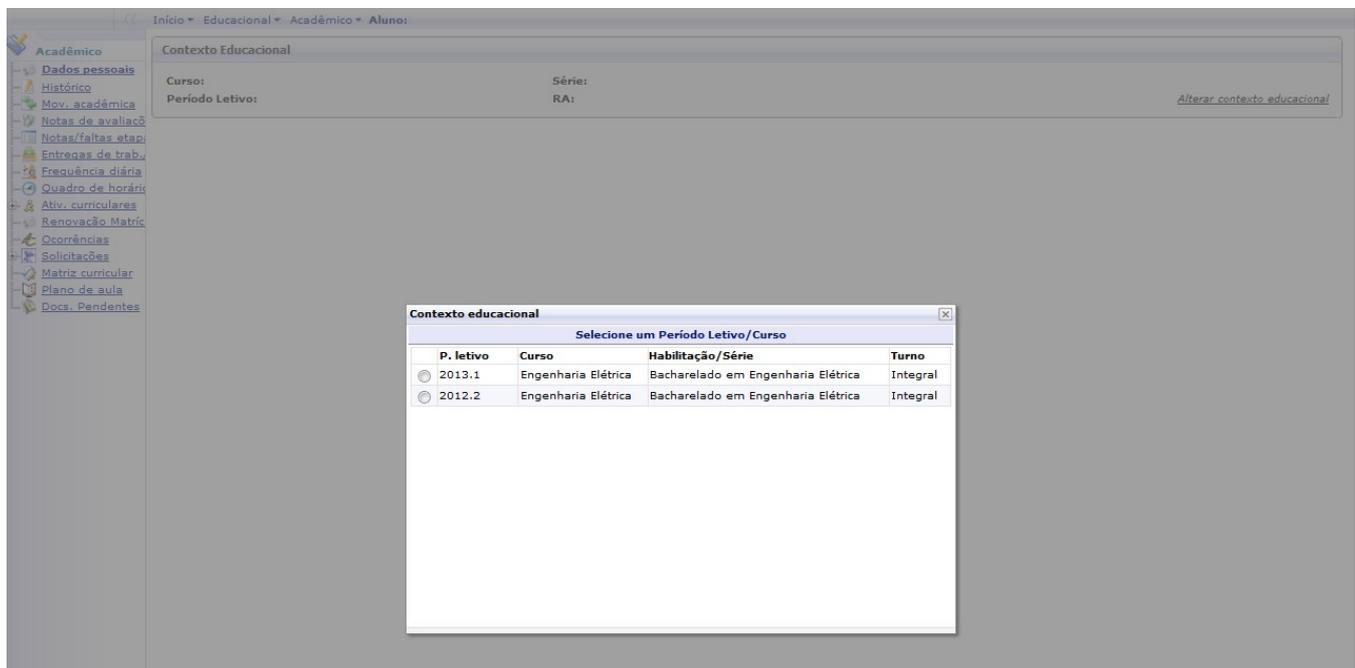 Início Educacional Acadêmico Aluno:
Acadêmico
Dados pessoais
Histórico
Mov. acadêmica
Notas de avaliaçõ
Notas/faltas etapa
Entregas de trab./
Frequência diária
Quadro de horário
Ativ. curriculares
Renovação Matríc
Ocorrências
Solicitações
Matriz curricular
Plano de aula
Docs. Pendentes
Contexto Educacional
Curso: Série:
Período Letivo: RA: Alterar contexto educacional
Contexto educacional
Selecione um Período Letivo/Curso
P. letivo Curso Habilitação/Série Turno
2013.1 Engenharia Elétrica Bacharelado em Engenharia Elétrica Integral
2012.2 Engenharia Elétrica Bacharelado em Engenharia Elétrica Integral